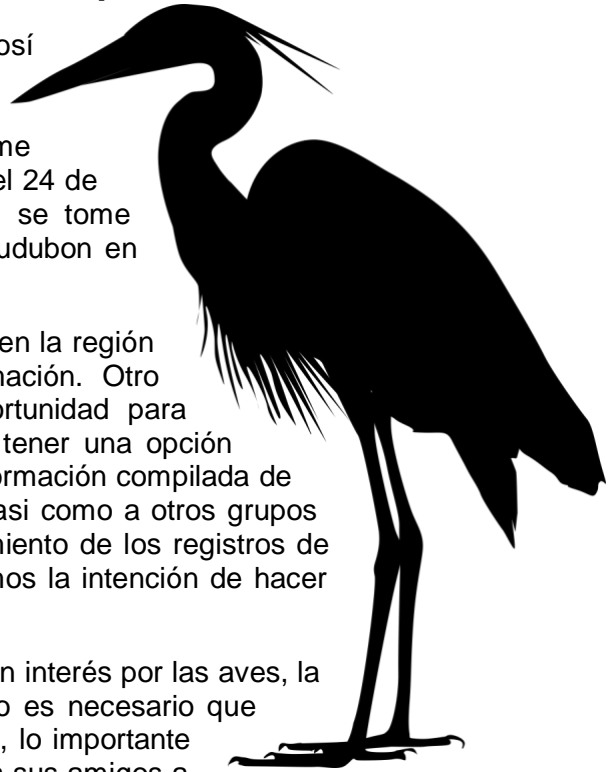 osí
me
el 24 de
se tome
udubon en
en la región
nación. Otro
ortunidad para
tener una opción
ormación compilada de
asi como a otros grupos
niento de los registros de
nos la intención de hacer
n interés por las aves, la
o es necesario que
, lo importante
n sus amigos a